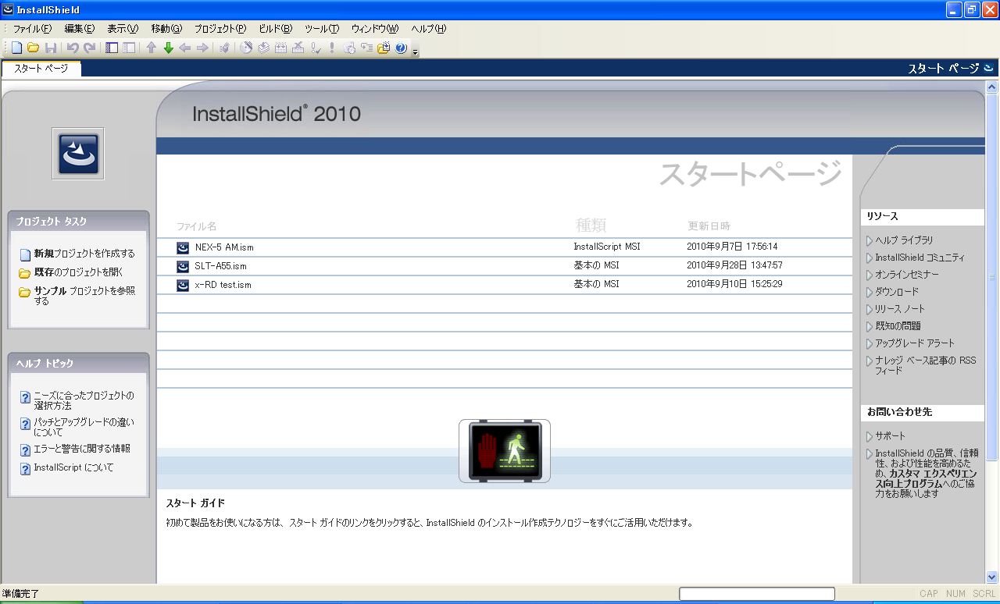 InstallShield
ファイル(F) 編集(E) 表示(V) 移動(G) プロジェクト(P) ビルド(B) ツール(T) ウィンドウ(W) ヘルプ(H)
スタート ページ
スタート ページ
InstallShield® 2010
スタートページ
プロジェクト タスク
新規プロジェクトを作成する
既存のプロジェクトを開く
サンプル プロジェクトを参照
する
ヘルプ トピック
ニーズに合ったプロジェクトの
選択方法
パッチとアップグレードの違い
について
エラーと警告に関する情報
InstallScript について
ファイル名 種類 更新日時
NEX-5 AM.ism InstallScript MSI 2010年9月7日 17:56:14
SLT-A55.ism 基本の MSI 2010年9月28日 13:47:57
x-RD test.ism 基本の MSI 2010年9月10日 15:25:29
スタート ガイド
初めて製品をお使いになる方は、スタート ガイドのリンクをクリックすると、InstallShield のインストール作成テクノロジーをすぐにご活用いただけます。
リソース
ヘルプ ライブラリ
InstallShield コミュニティ
オンラインセミナー
ダウンロード
リリース ノート
既知の問題
アップグレード アラート
ナレッジ ベース記事の RSS
フィード
お問い合わせ先
サポート
InstallShield の品質、信頼
性、および性能を高めるた
め、カスタマ エクスペリエン
ス向上プログラムへのご協
力をお願いします
準備完了
CAP NUM SCRL